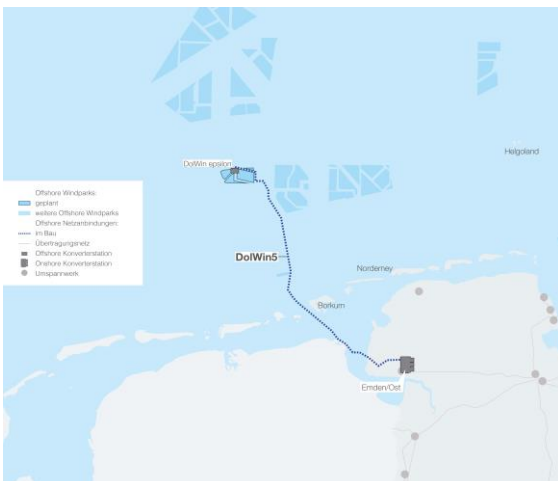 DolWin epsilon
Helgoland
Offshore Windparks:
geplant
weitere Offshore Windparks
Offshore Netzanbindungen:
im Bau
Übertragungsnetz
Offshore Konverterstation
Onshore Konverterstation
Umspannwerk
DolWin5
Norderney
Borkum
Emden/Ost